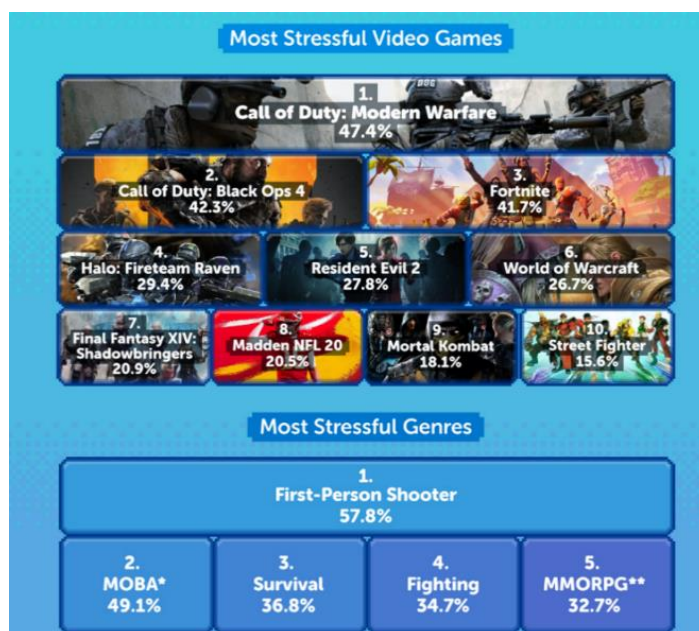 Most Stressful Video Games
1.
Call of Duty: Modern Warfare
47.4%
2.
Call of Duty: Black Ops 4
42.3%
3.
Fortnite
41.7%
4.
Halo: Fireteam Raven
29.4%
5.
Resident Evil 2
27.8%
6.
World of Warcraft
26.7%
7.
Final Fantasy XIV:
Shadowbringers
20.9%
8.
Madden NFL 20
20.5%
9.
Mortal Kombat
18.1%
10.
Street Fighter
15.6%
Most Stressful Genres
1.
First-Person Shooter
57.8%
2.
MOBA*
49.1%
3.
Survival
36.8%
4.
Fighting
34.7%
5.
MMORPG**
32.7%